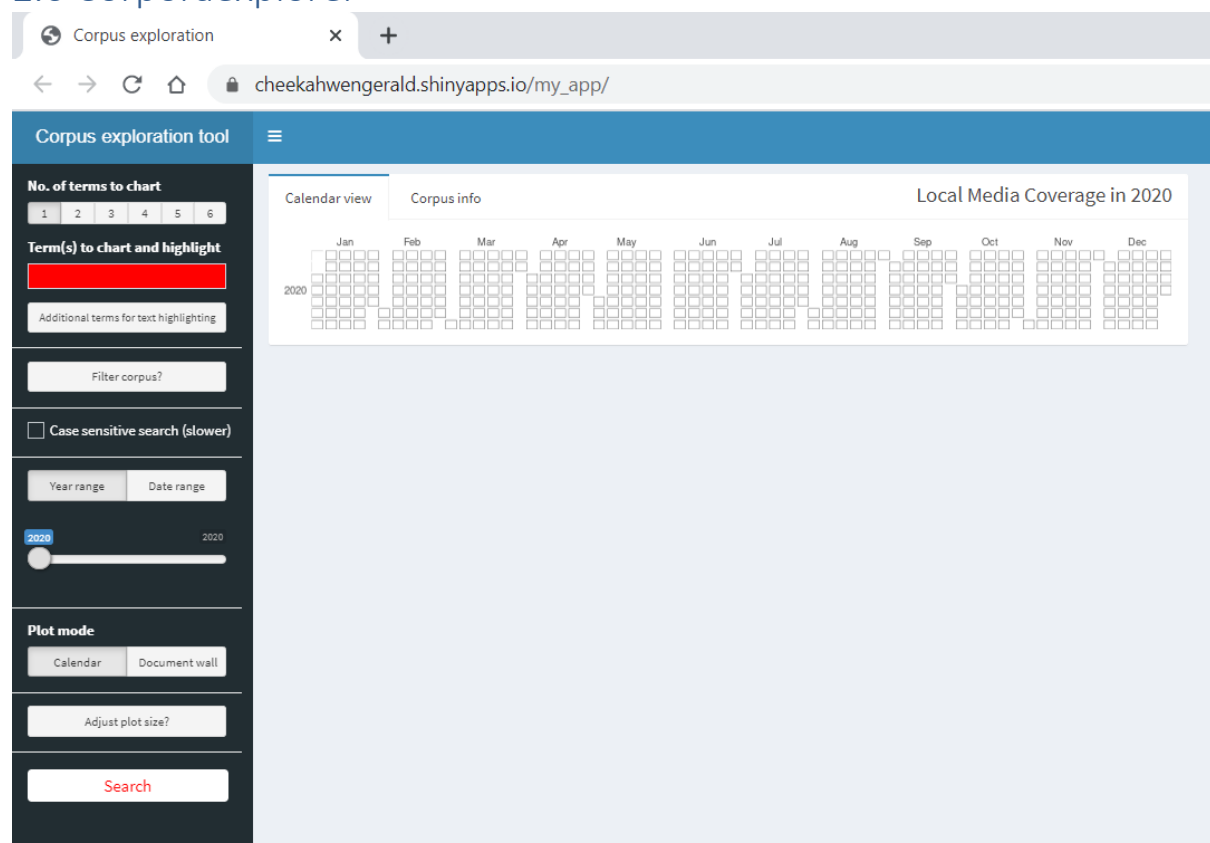 Corpus exploration
cheekahwengerald.shinyapps.io/my_app/
Corpus exploration tool
No. of terms to chart
1 2 3 4 5 6
Term(s) to chart and highlight
Additional terms for text highlighting
Filter corpus?
Case sensitive search (slower)
Year range Date range
2020 2020
Plot mode
Calendar Document wall
Adjust plot size?
Search
Calendar view Corpus info Local Media Coverage in 2020
Jan Feb Mar Apr May Jun Jul Aug Sep Oct Nov Dec
2020